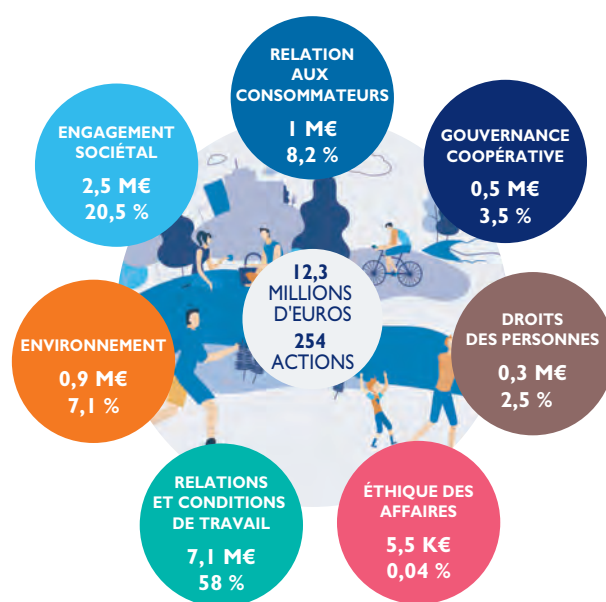 RELATION
AUX
CONSOMMATEURS
1 M€
8,2 %
GOUVERNANCE
COOPÉRATIVE
0,5 M€
3,5 %
DROITS
DES PERSONNES
0,3 M€
2,5 %
ÉTHIQUE DES
AFFAIRES
5,5 K€
0,04 %
RELATIONS
ET CONDITIONS
DE TRAVAIL
7,1 M€
58 %
ENVIRONNEMENT
0,9 M€
7,1 %
ENGAGEMENT
SOCIÉTAL
2,5 M€
20,5 %
12,3
MILLIONS
D'EUROS
254
ACTIONS